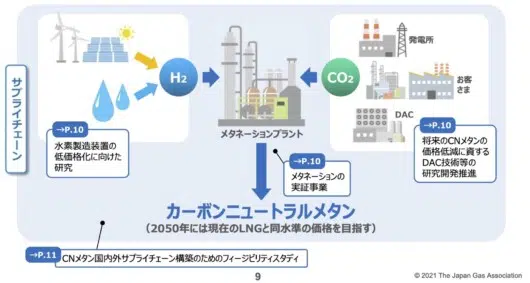 サプライチェーン
H2
CO2
発電所
お客
さま
DAC
メタネーションプラント
→P.10
水素製造装置の
低価格化に向けた
研究
→P.10
メタネーションの
実証事業
→P.10
将来のCNメタンの
価格低減に資する
DAC技術等の
研究開発推進
カーボンニュートラルメタン
(2050年には現在のLNGと同水準の価格を目指す)
→P.11
CNメタン国内外サプライチェーン構築のためのフィージビリティスタディ
9
© 2021 The Japan Gas Association